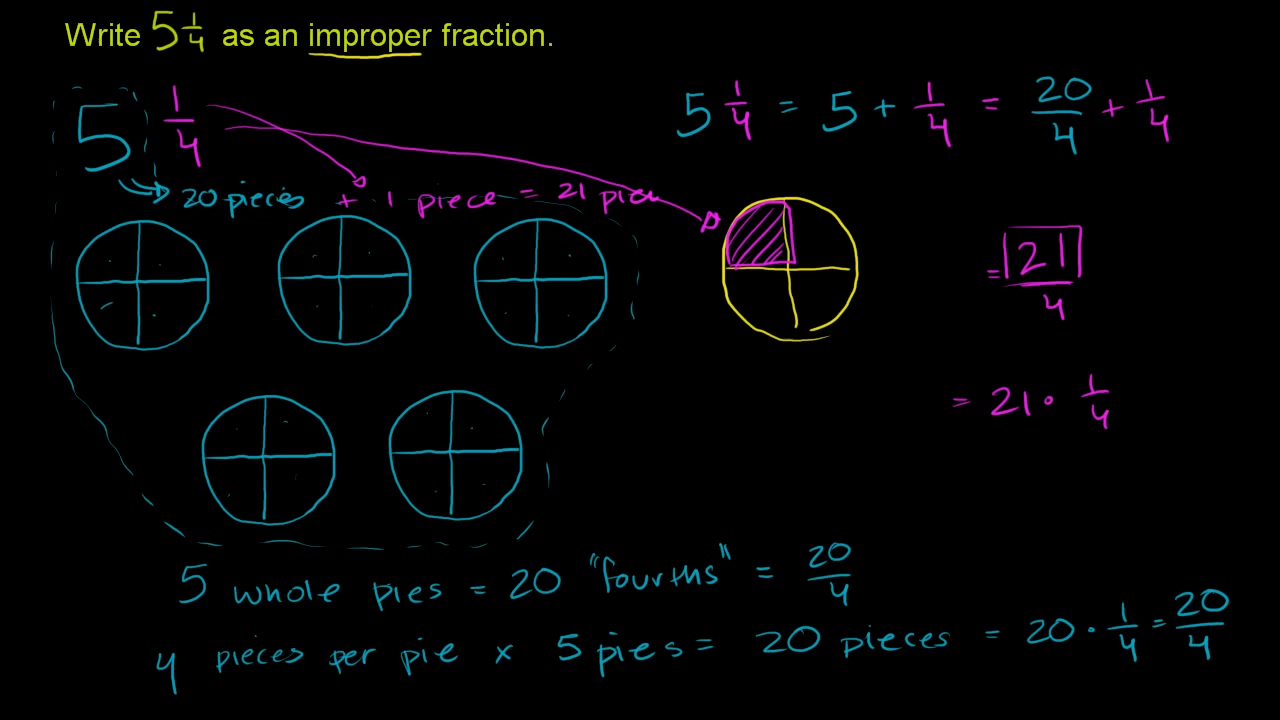 Write 5 1/4 as an improper fraction.
5 1/4
5 1/4 = 5 + 1/4 = 20/4 + 1/4
20 pieces + 1 piece = 21 piec
= 21/4
= 21 · 1/4
5 whole pies = 20 "fourths" = 20/4
4 pieces per pie x 5 pies = 20 pieces = 20 · 1/4 = 20/4